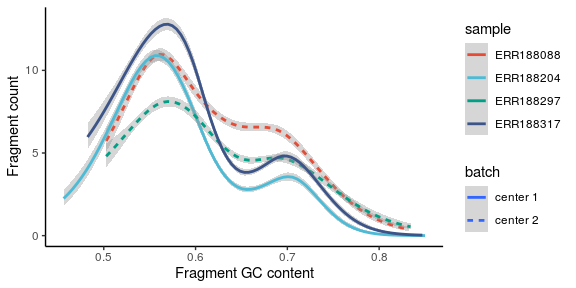 Fragment count
10
5
0
0.5 0.6 0.7 0.8
Fragment GC content
sample
ERR188088
ERR188204
ERR188297
ERR188317
batch
center 1
center 2